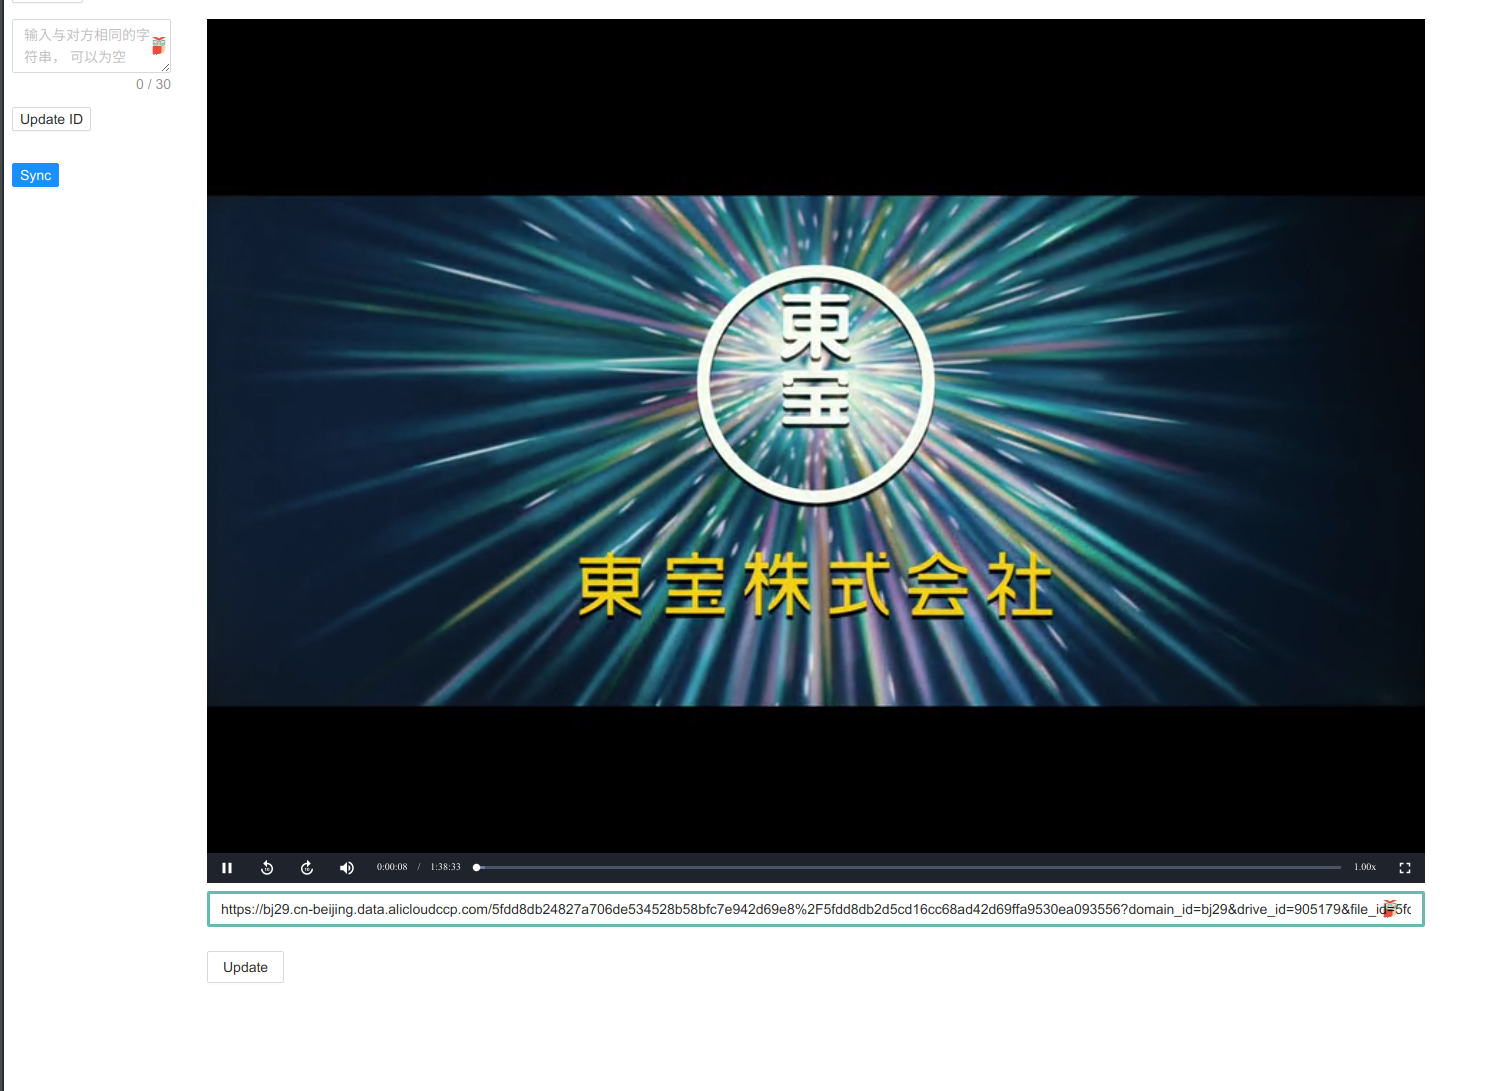 输入与对方相同的字
符串， 可以为空
0 / 30
Update ID
Sync
東
宝
東宝株式会社
0:00:08 / 1:38:33
1.00x
https://bj29.cn-beijing.data.alicloudccp.com/5fdd8db24827a706de534528b58bfc7e942d69e8%2F5fdd8db2d5cd16cc68ad42d69ffa9530ea093556?domain_id=bj29&drive_id=905179&file_id=5fc
Update